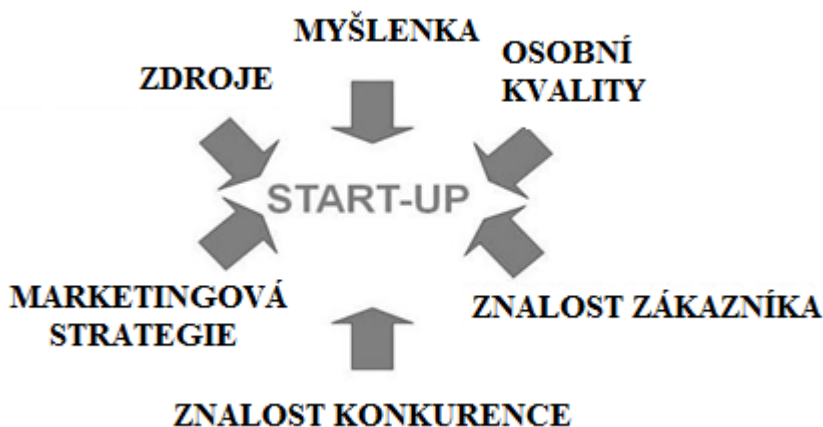 MYŠLENKA
OSOBNÍ
KVALITY
ZDROJE
START-UP
MARKETINGOVÁ
STRATEGIE
ZNALOST ZÁKAZNÍKA
ZNALOST KONKURENCE